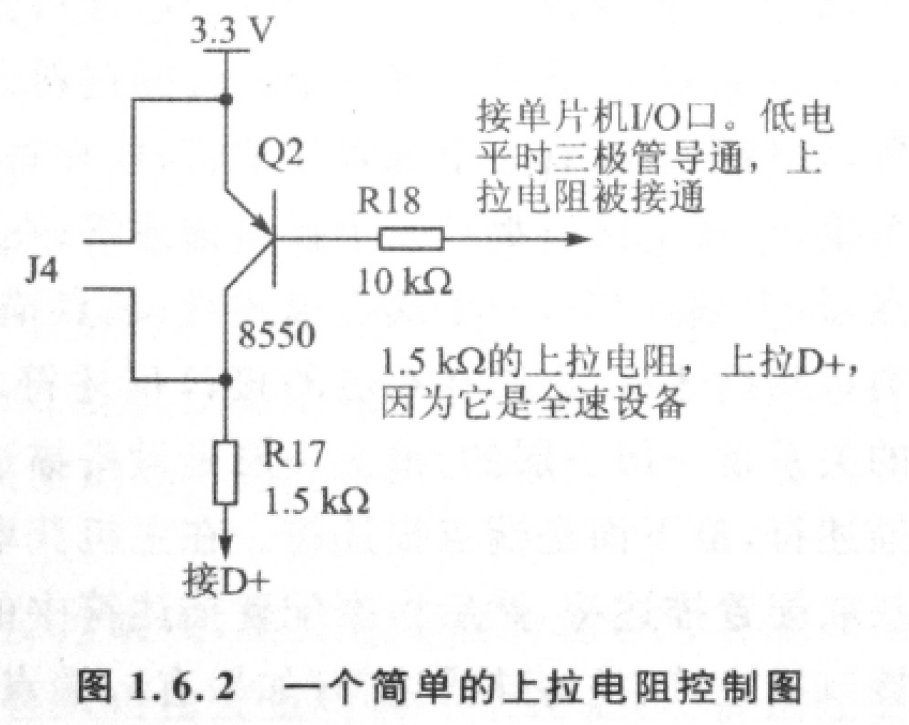 3.3 V
Q2
接单片机I/O口。低电
平时三极管导通，上
拉电阻被接通
R18
10 kΩ
J4
8550
1.5 kΩ的上拉电阻，上拉D+，
因为它是全速设备
R17
1.5 kΩ
接D+
图 1.6.2 一个简单的上拉电阻控制图